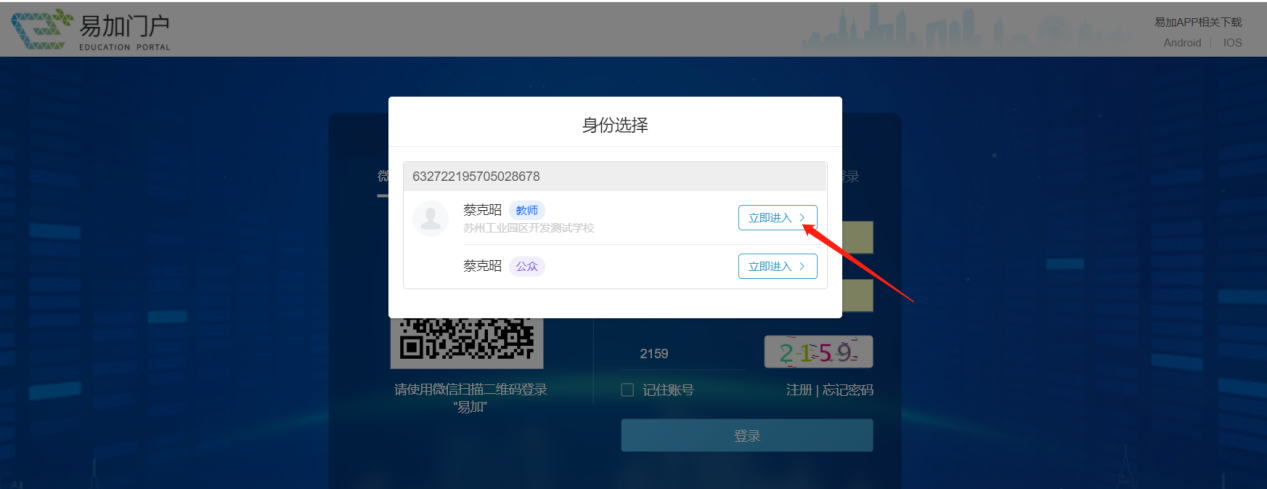 易加门户
EDUCATION PORTAL
易加APP相关下载
Android | IOS
身份选择
632722195705028678
蔡克昭 教师
苏州工业园区开发测试学校
立即进入 >
蔡克昭 公众
立即进入 >
微
登录
2159
2159
请使用微信扫描二维码登录
“易加”
记住账号
注册 | 忘记密码
登录